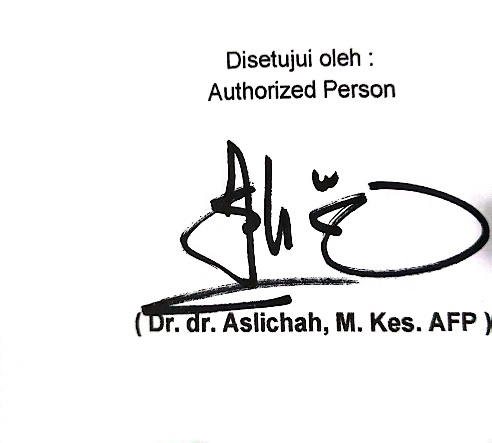 Disetujui oleh :
Authorized Person
( Dr. dr. Aslichah, M. Kes. AFP )